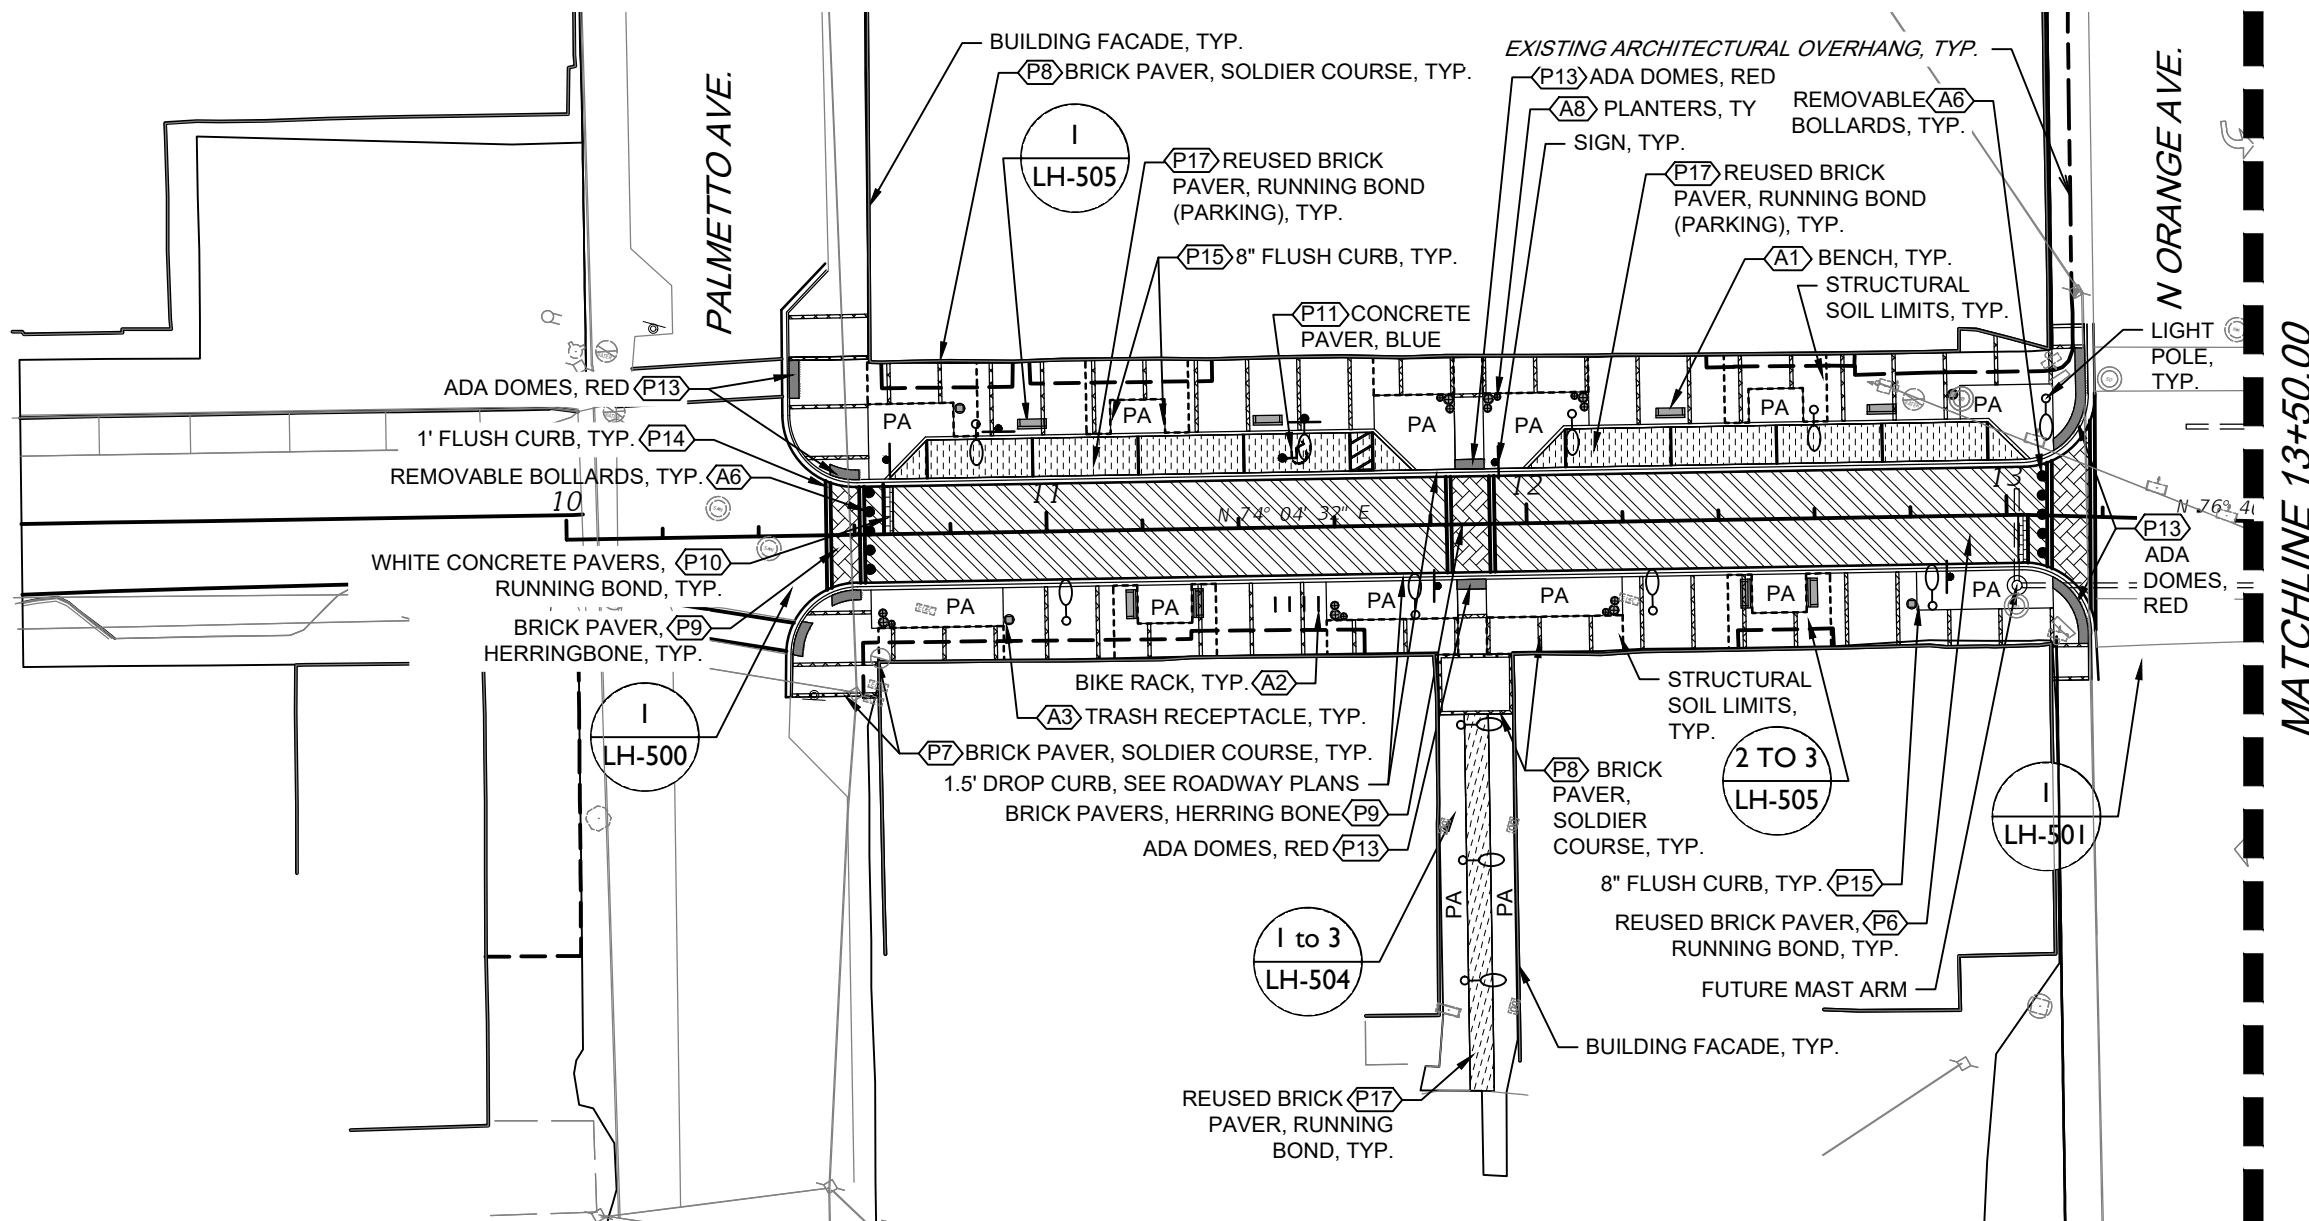 BUILDING FACADE, TYP.
P8 BRICK PAVER, SOLDIER COURSE, TYP.
EXISTING ARCHITECTURAL OVERHANG, TYP.
P13 ADA DOMES, RED
A8 PLANTERS, TY
REMOVABLE A6
BOLLARDS, TYP.
SIGN, TYP.
PALMETTO AVE.
N ORANGE AVE.
1
LH-505
P17 REUSED BRICK
PAVER, RUNNING BOND
(PARKING), TYP.
P17 REUSED BRICK
PAVER, RUNNING BOND
(PARKING), TYP.
P15 8" FLUSH CURB, TYP.
A1 BENCH, TYP.
STRUCTURAL
SOIL LIMITS, TYP.
P11 CONCRETE
PAVER, BLUE
LIGHT
POLE,
TYP.
MATCHLINE 13+50.00
ADA DOMES, RED P13
PA
PA
PA
PA
PA
PA
1' FLUSH CURB, TYP. P14
REMOVABLE BOLLARDS, TYP. A6
10
11
12
13
N 74° 04' 32" E
N 76° 4
P13
ADA
DOMES,
RED
WHITE CONCRETE PAVERS, P10
RUNNING BOND, TYP.
PA
PA
PA
PA
PA
PA
BRICK PAVER, P9
HERRINGBONE, TYP.
1
LH-500
BIKE RACK, TYP. A2
A3 TRASH RECEPTACLE, TYP.
P7 BRICK PAVER, SOLDIER COURSE, TYP.
1.5' DROP CURB, SEE ROADWAY PLANS
BRICK PAVERS, HERRING BONE P9
ADA DOMES, RED P13
STRUCTURAL
SOIL LIMITS,
TYP.
P8 BRICK
PAVER,
SOLDIER
COURSE, TYP.
2 TO 3
LH-505
1
LH-501
8" FLUSH CURB, TYP. P15
PA
PA
REUSED BRICK PAVER, P6
RUNNING BOND, TYP.
1 to 3
LH-504
FUTURE MAST ARM
BUILDING FACADE, TYP.
REUSED BRICK P17
PAVER, RUNNING
BOND, TYP.